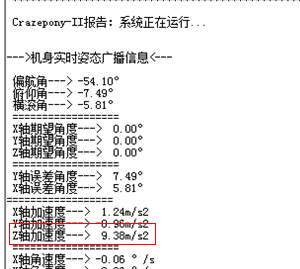 Crazepony-II报告：系统正在运行...
--->机身实时姿态广播信息<---
偏航角---> -54.10°
俯仰角---> -7.49°
横滚角---> -5.81°
===================
X轴期望角度---> 0.00°
Y轴期望角度---> 0.00°
Z轴期望角度---> 0.00°
===================
Y轴误差角度---> 7.49°
X轴误差角度---> 5.81°
===================
X轴加速度---> 1.24m/s2
Y轴加速度---> 0.96m/s2
Z轴加速度---> 9.38m/s2
===================
X轴角速度---> -0.06 ° /s